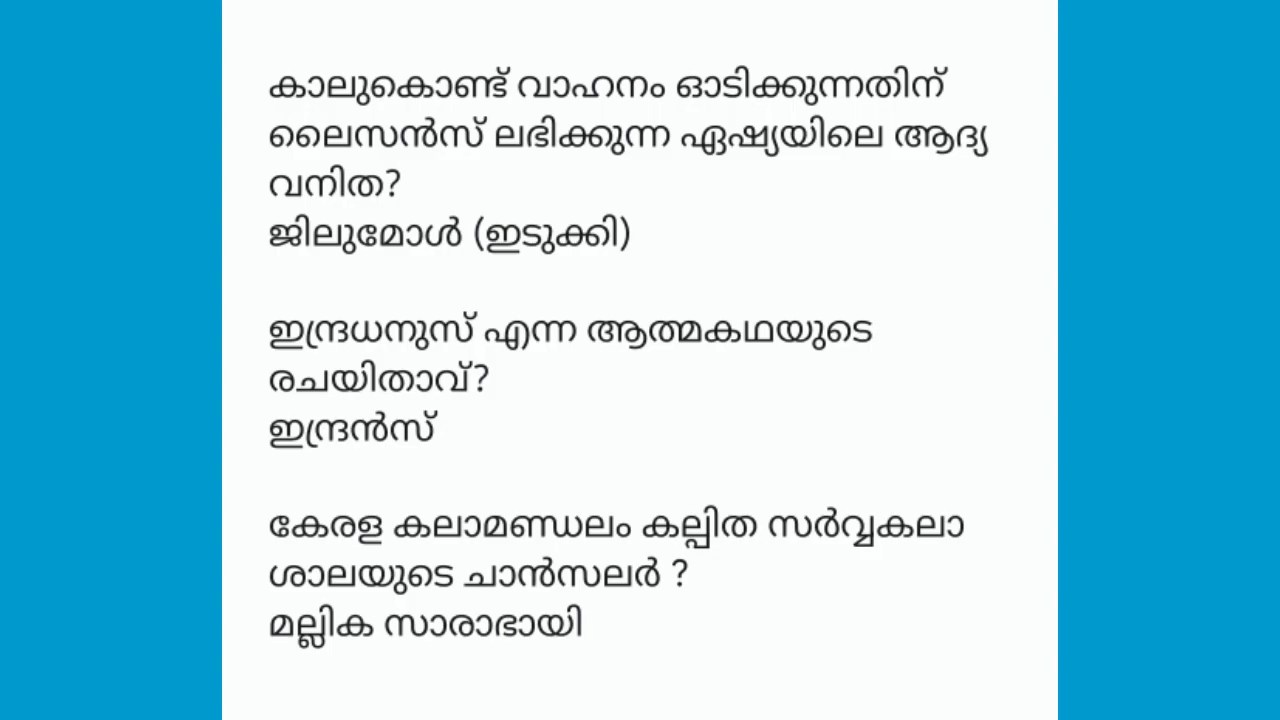 കാലുകൊണ്ട് വാഹനം ഓടിക്കുന്നതിന്
ലൈസൻസ് ലഭിക്കുന്ന ഏഷ്യയിലെ ആദ്യ
വനിത?
ജിലുമോൾ (ഇടുക്കി)
ഇന്ദ്രധനുസ് എന്ന ആത്മകഥയുടെ
രചയിതാവ്?
ഇന്ദ്രൻസ്
കേരള കലാമണ്ഡലം കല്പിത സർവ്വകലാ
ശാലയുടെ ചാൻസലർ ?
മല്ലിക സാരാഭായി